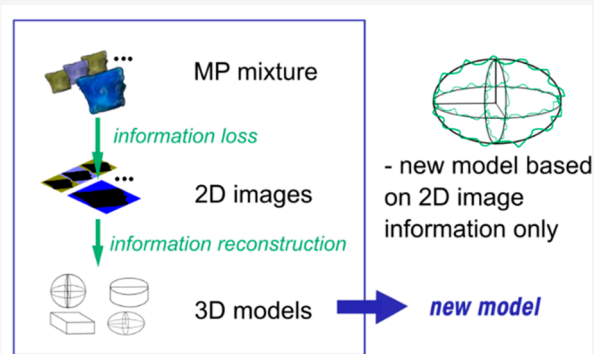 MP mixture
information loss
2D images
information reconstruction
3D models
- new model based
on 2D image
information only
new model